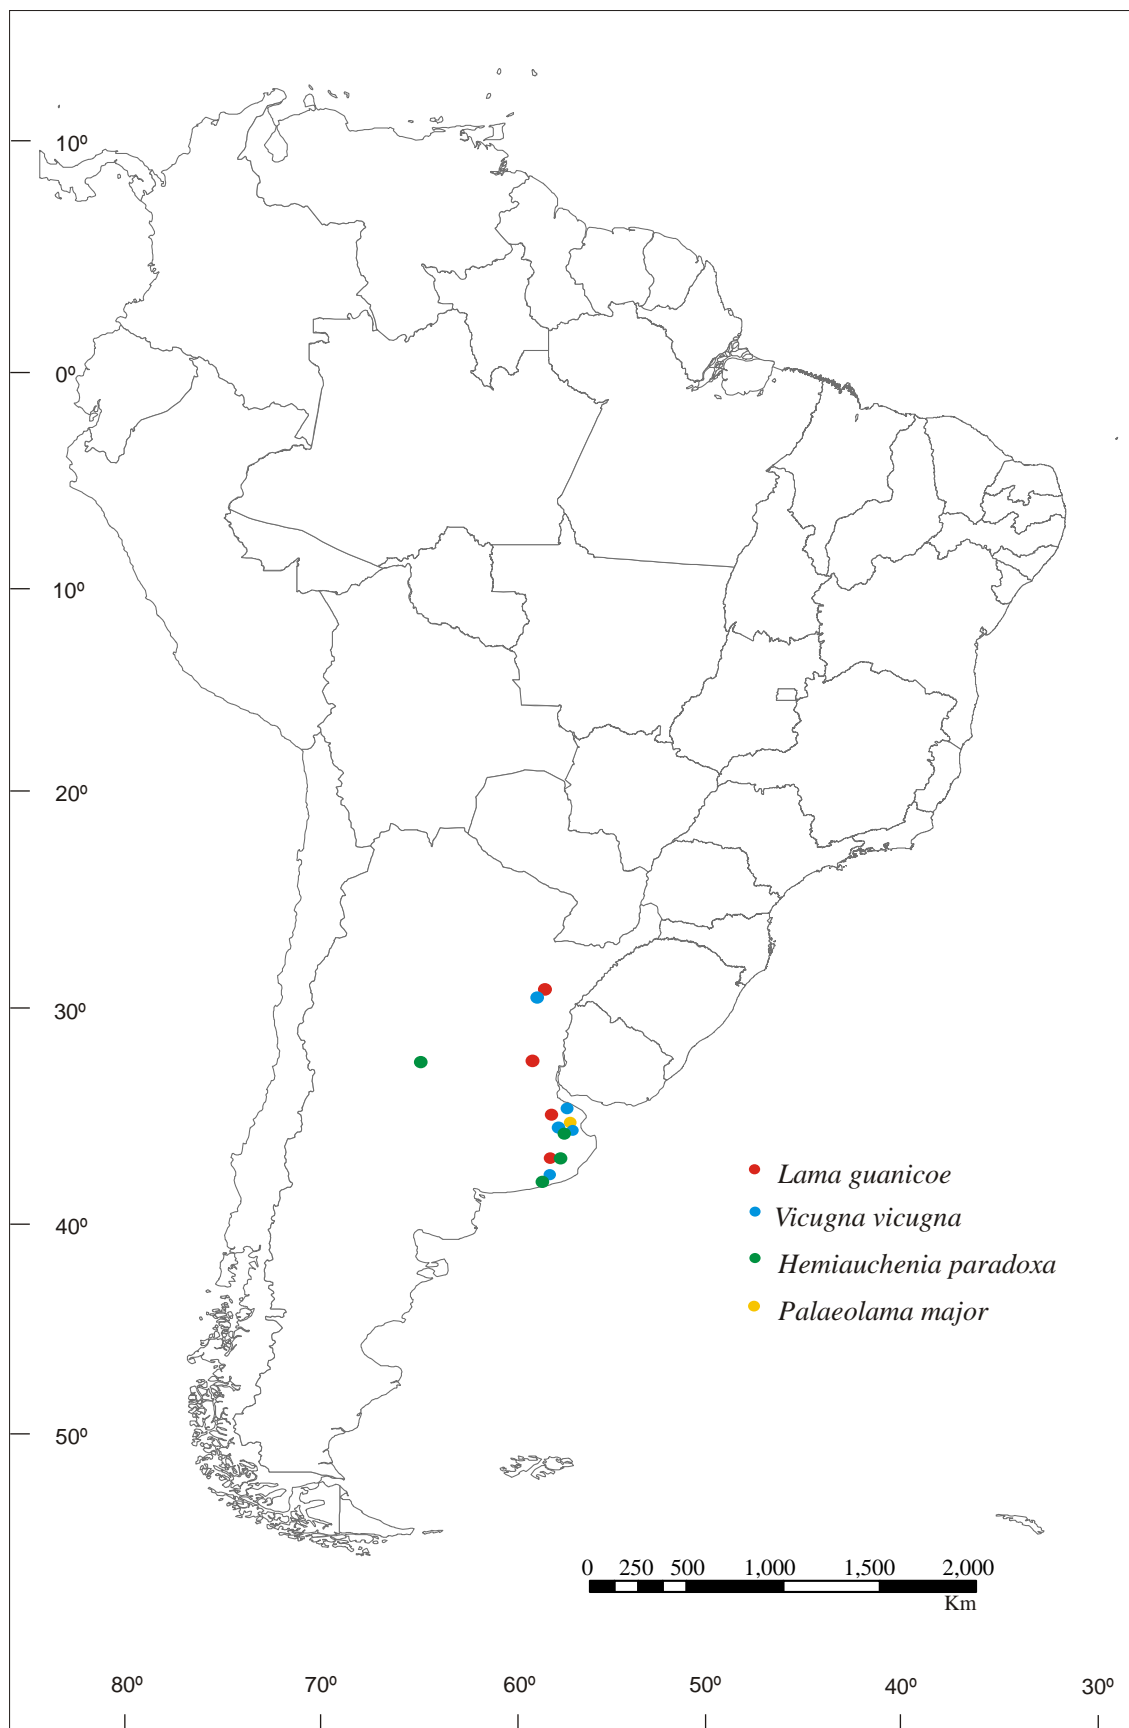 10º
0º
10º
20º
30º
40º
50º
Lama guanicoe
Vicugna vicugna
Hemiauchenia paradoxa
Palaeolama major
0 250 500 1,000 1,500 2,000
Km
80º 70º 60º 50º 40º 30º